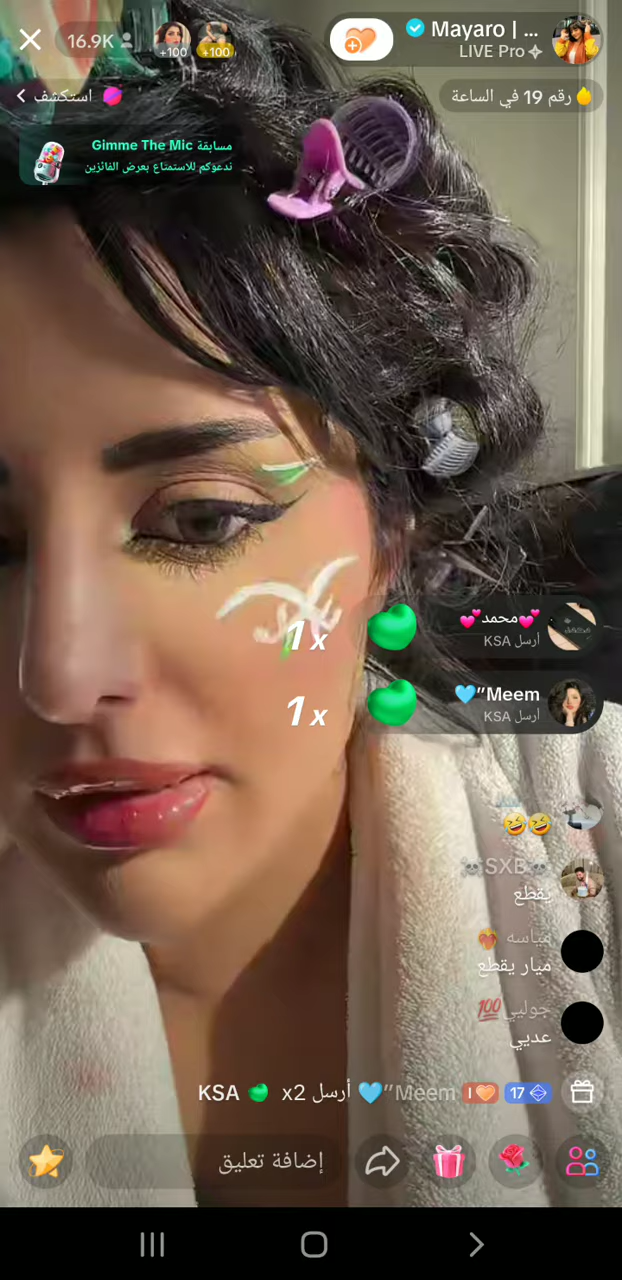 16.9K
+100
+100
Mayaro | ...
LIVE Pro
استكشف
رقم 19 في الساعة
مسابقة Gimme The Mic
ندعوكم للاستمتاع بعرض الفائزين
محمد
أرسل KSA
1x
Meem"
أرسل KSA
1x
SXB
يقطع
مياسه
ميار يقطع
جوليي 💯
عديي
17 I Meem" أرسل x2 KSA
إضافة تعليق